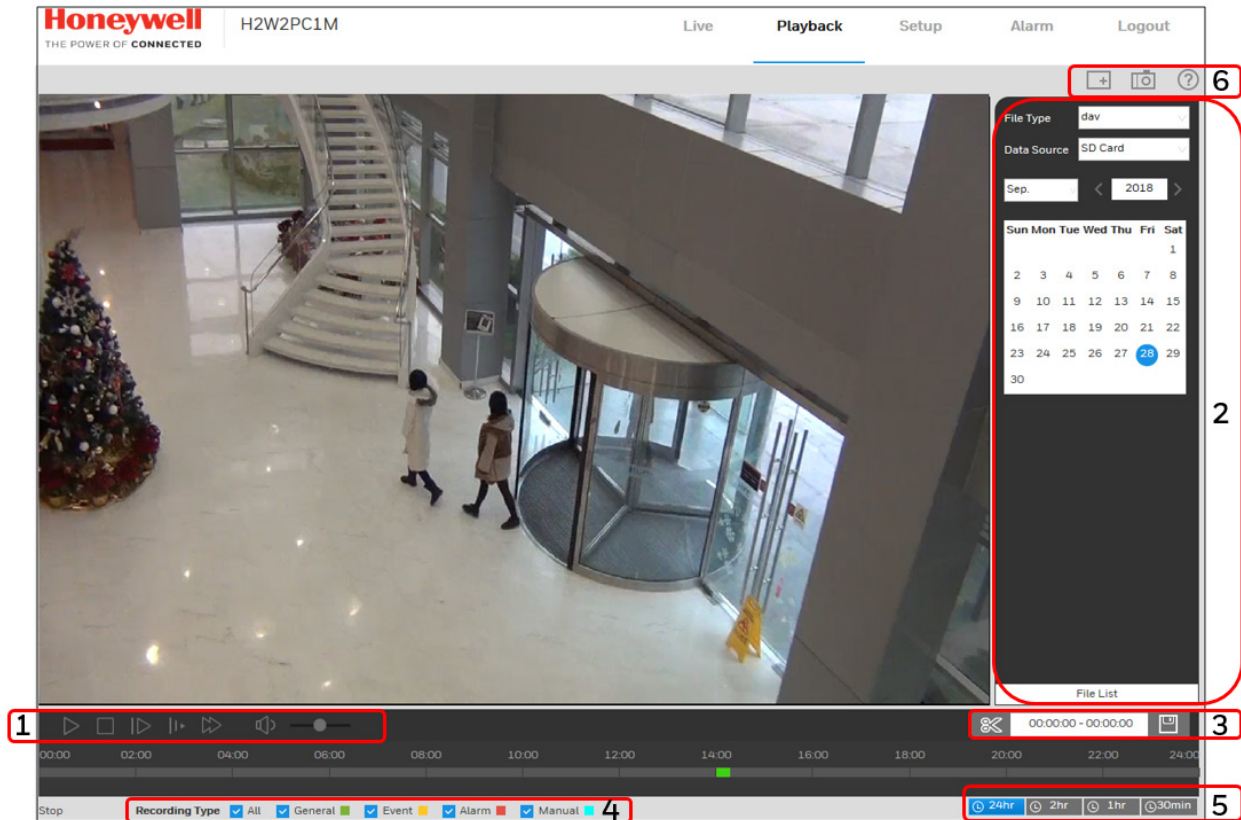 Honeywell
THE POWER OF CONNECTED
H2W2PC1M
Live Playback Setup Alarm Logout
6
File Type dav
Data Source SD Card
Sep. 2018
Sun Mon Tue Wed Thu Fri Sat
1
2 3 4 5 6 7 8
9 10 11 12 13 14 15
16 17 18 19 20 21 22
23 24 25 26 27 28 29
30
2
File List
1
00:00:00 - 00:00:00
3
00:00 02:00 04:00 06:00 08:00 10:00 12:00 14:00 16:00 18:00 20:00 22:00 24:00
Stop
Recording Type All General Event Alarm Manual
4
24hr 2hr 1hr 30min
5